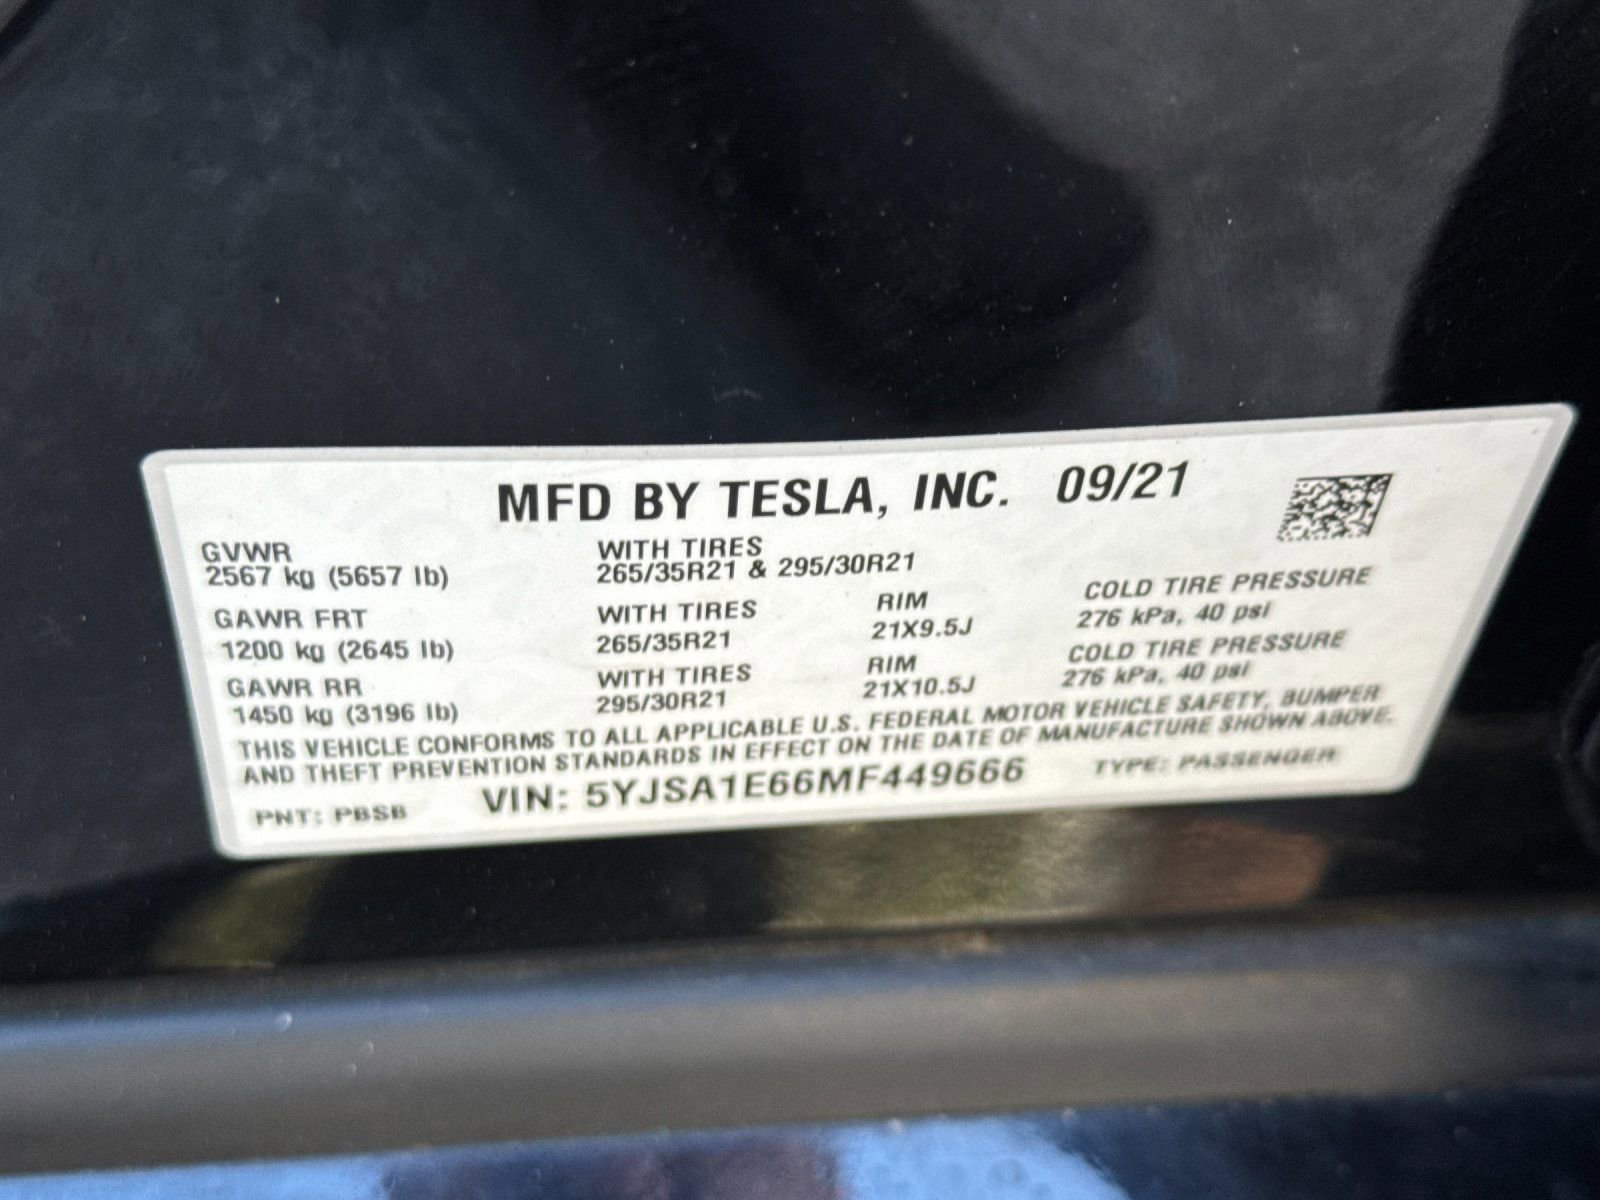 MFD BY TESLA, INC. 09/21
GVWR
2567 kg (5657 lb)
WITH TIRES
265/35R21 & 295/30R21
GAWR FRT
1200 kg (2645 lb)
WITH TIRES
265/35R21
RIM
21X9.5J
COLD TIRE PRESSURE
276 kPa, 40 psi
GAWR RR
1450 kg (3196 lb)
WITH TIRES
295/30R21
RIM
21X10.5J
COLD TIRE PRESSURE
276 kPa, 40 psi
THIS VEHICLE CONFORMS TO ALL APPLICABLE U.S. FEDERAL MOTOR VEHICLE SAFETY, BUMPER
AND THEFT PREVENTION STANDARDS IN EFFECT ON THE DATE OF MANUFACTURE SHOWN ABOVE.
PNT: PBSB VIN: 5YJSA1E66MF449666 TYPE: PASSENGER